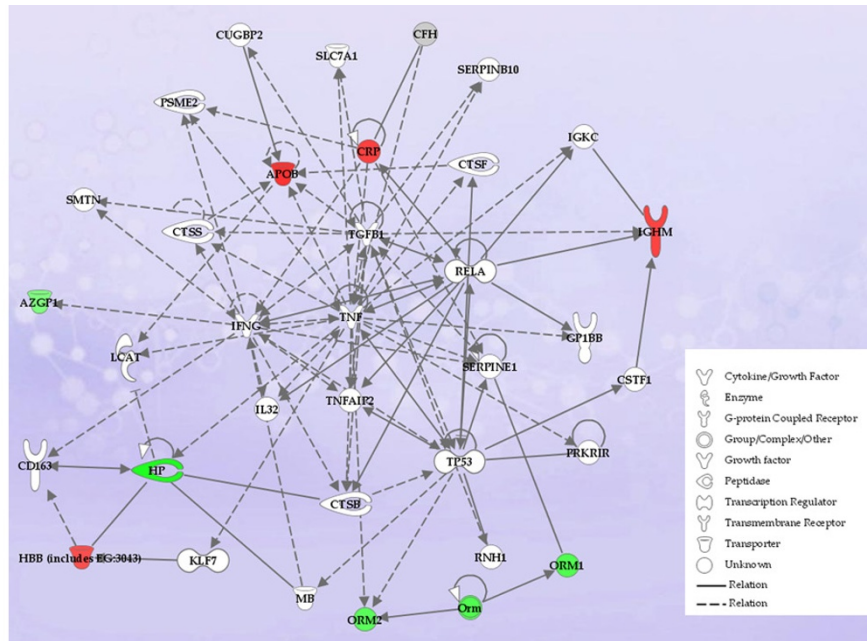 CUGBP2
SLC7A1
CFH
SERPINB10
PSME2
IGKC
CRP
CTSF
APOB
SMTN
CTSS
TGFB1
IGHM
RELA
AZGP1
IFNG
TNF
GP1BB
LCAT
SERPINE1
CSTF1
IL32
TNFAIP2
CD163
HP
TP53
PRKRIR
CTSB
HBB (includes EG:3043)
KLF7
RNH1
ORM1
MB
ORM2
Orm
Cytokine/Growth Factor
Enzyme
G-protein Coupled Receptor
Group/Complex/Other
Growth factor
Peptidase
Transcription Regulator
Transmembrane Receptor
Transporter
Unknown
Relation
Relation